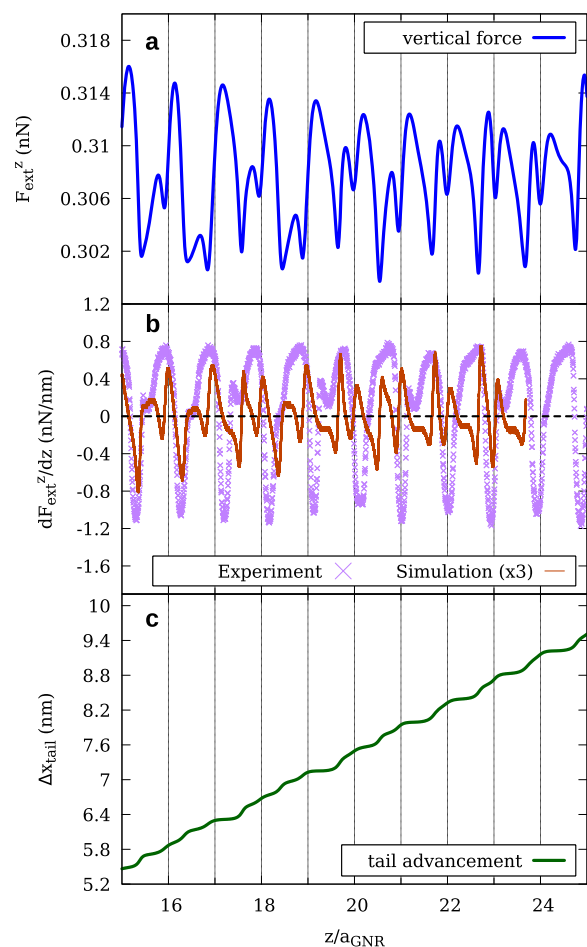 0.318
a
vertical force
0.314
0.31
0.306
0.302
F_ext^z (nN)
1.2
b
0.8
0.4
0
-0.4
-0.8
-1.2
-1.6
dF_ext^z/dz (nN/nm)
Experiment
Simulation (x3)
10
c
9.4
8.8
8.2
7.6
7
6.4
5.8
5.2
Δx_tail (nm)
tail advancement
16 18 20 22 24
z/a_GNR